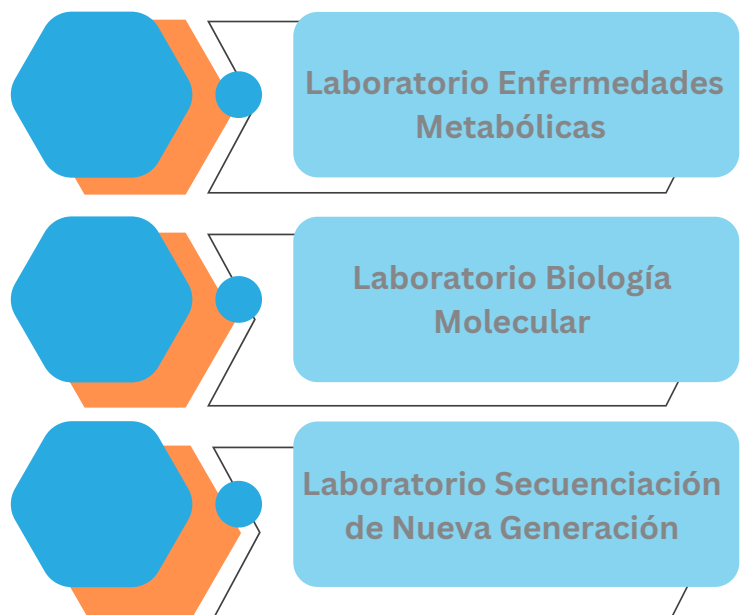 Laboratorio Enfermedades
Metabólicas
Laboratorio Biología
Molecular
Laboratorio Secuenciación
de Nueva Generación